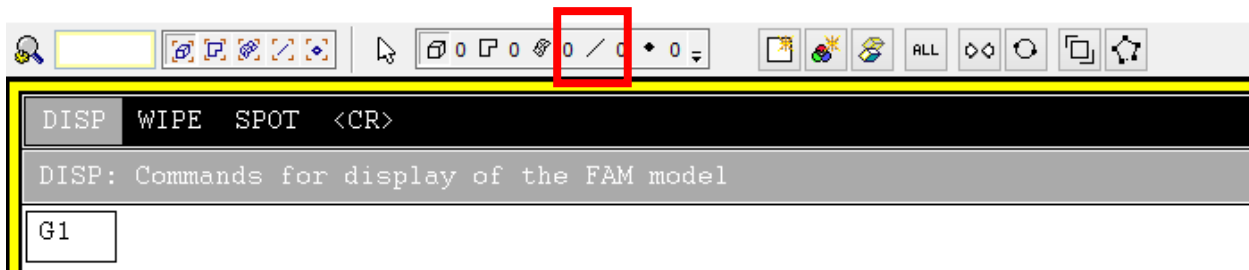 0 0 0 0 0 ALL
DISP WIPE SPOT <CR>
DISP: Commands for display of the FAM model
G1